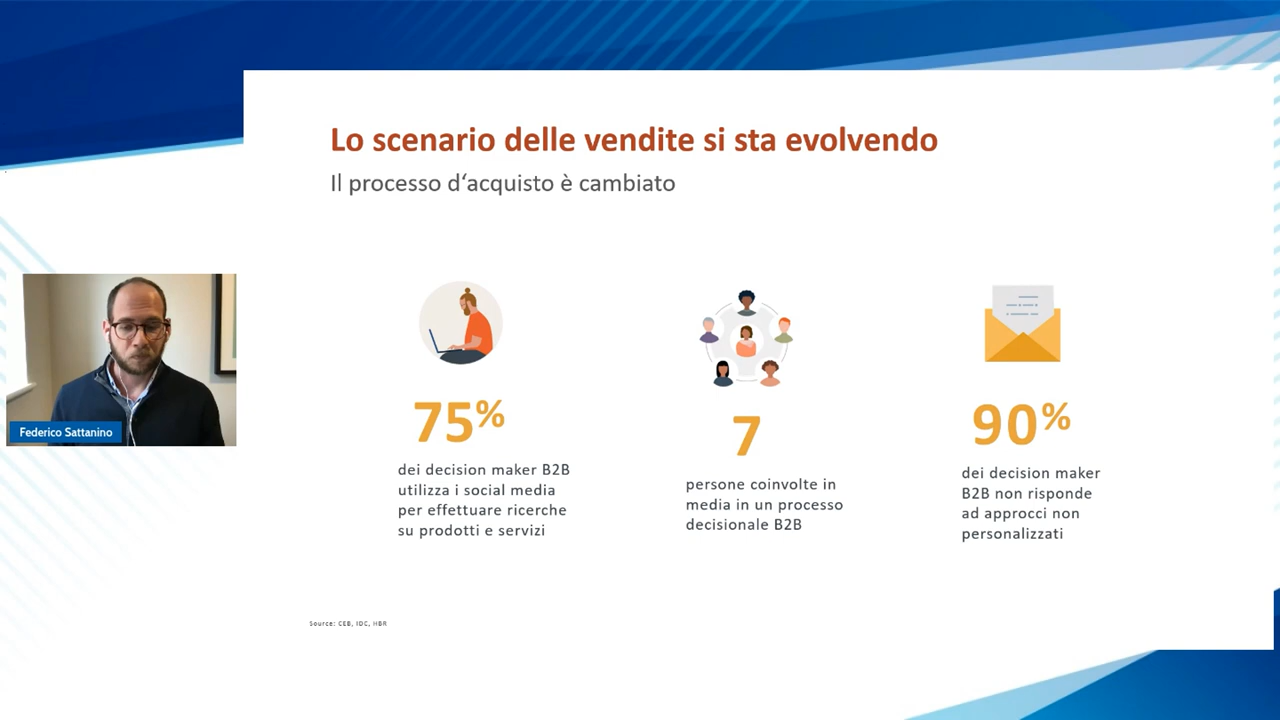 Lo scenario delle vendite si sta evolvendo
Il processo d‘acquisto è cambiato
Federico Sattanino
75%
dei decision maker B2B
utilizza i social media
per effettuare ricerche
su prodotti e servizi
7
persone coinvolte in
media in un processo
decisionale B2B
90%
dei decision maker
B2B non risponde
ad approcci non
personalizzati
Source: CEB, IDC, HBR